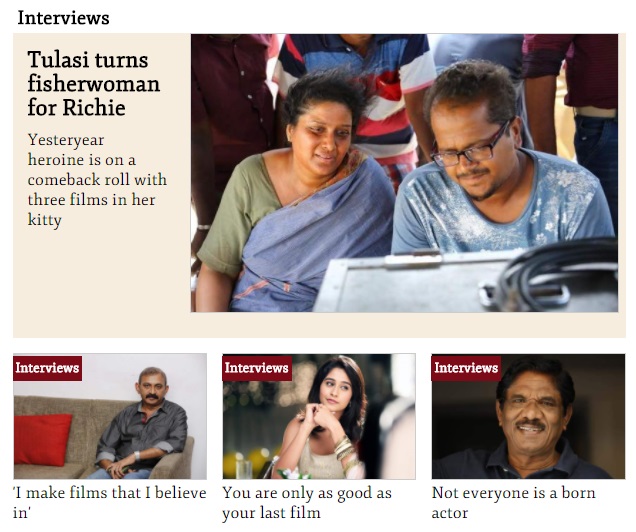 Interviews
Tulasi turns
fisherwoman
for Richie
Yesteryear
heroine is on a
comeback roll with
three films in her
kitty
Interviews
Interviews
Interviews
'I make films that I believe
in'
You are only as good as
your last film
Not everyone is a born
actor